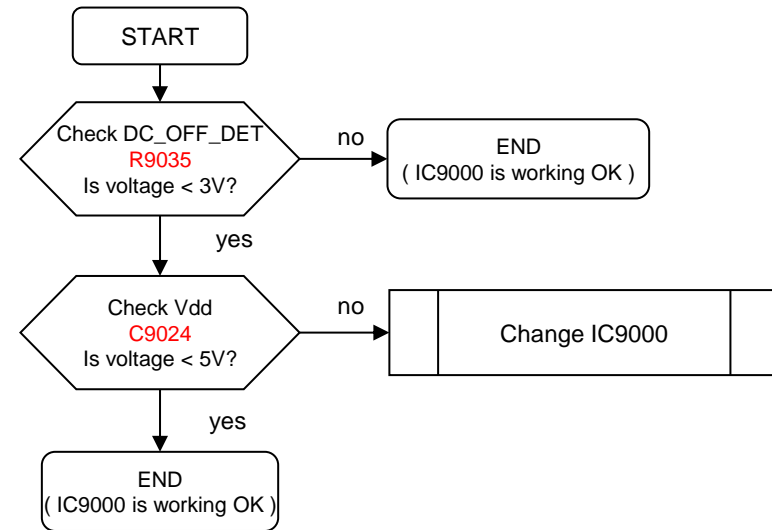 START
Check DC_OFF_DET
R9035
Is voltage < 3V?
no
END
( IC9000 is working OK )
yes
Check Vdd
C9024
Is voltage < 5V?
no
Change IC9000
yes
END
( IC9000 is working OK )